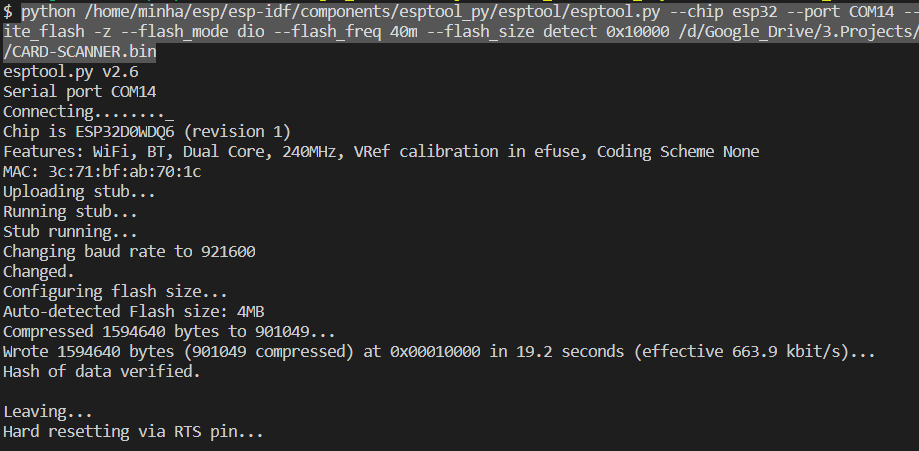 $ python /home/minha/esp/esp-idf/components/esptool_py/esptool/esptool.py --chip esp32 --port COM14 --
ite_flash -z --flash_mode dio --flash_freq 40m --flash_size detect 0x10000 /d/Google_Drive/3.Projects/
/CARD-SCANNER.bin
esptool.py v2.6
Serial port COM14
Connecting........_
Chip is ESP32D0WDQ6 (revision 1)
Features: WiFi, BT, Dual Core, 240MHz, VRef calibration in efuse, Coding Scheme None
MAC: 3c:71:bf:ab:70:1c
Uploading stub...
Running stub...
Stub running...
Changing baud rate to 921600
Changed.
Configuring flash size...
Auto-detected Flash size: 4MB
Compressed 1594640 bytes to 901049...
Wrote 1594640 bytes (901049 compressed) at 0x00010000 in 19.2 seconds (effective 663.9 kbit/s)...
Hash of data verified.

Leaving...
Hard resetting via RTS pin...